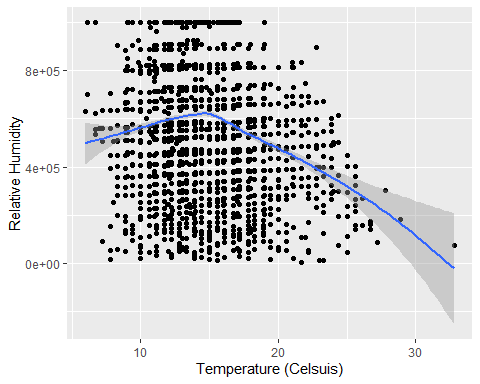 8e+05
4e+05
0e+00
Relative Humidity
10
20
30
Temperature (Celsuis)